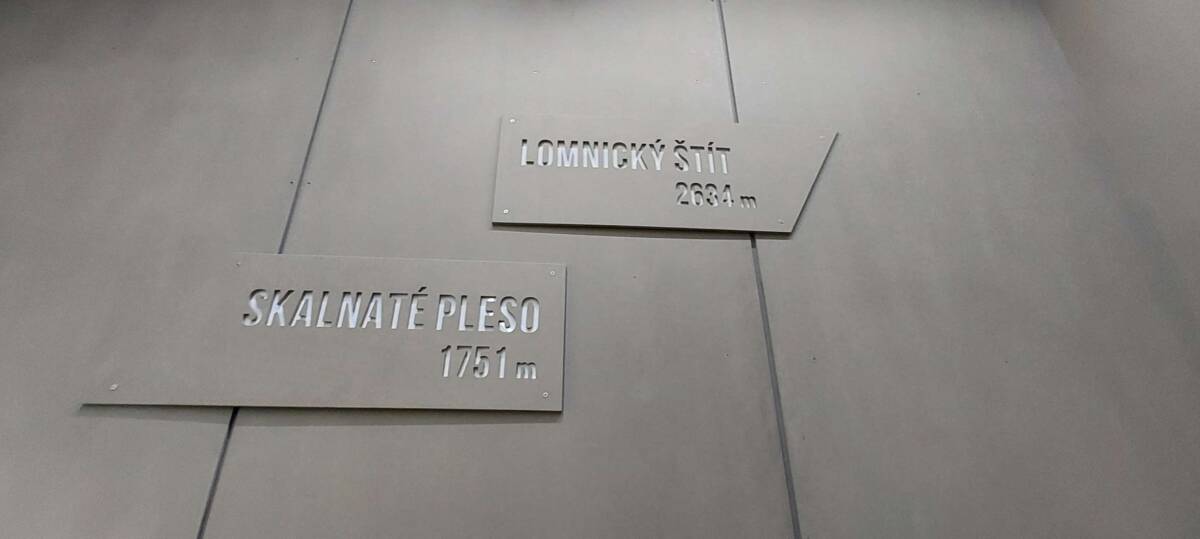 LOMNICKÝ ŠTÍT
2634 m
SKALNATÉ PLESO
1751 m